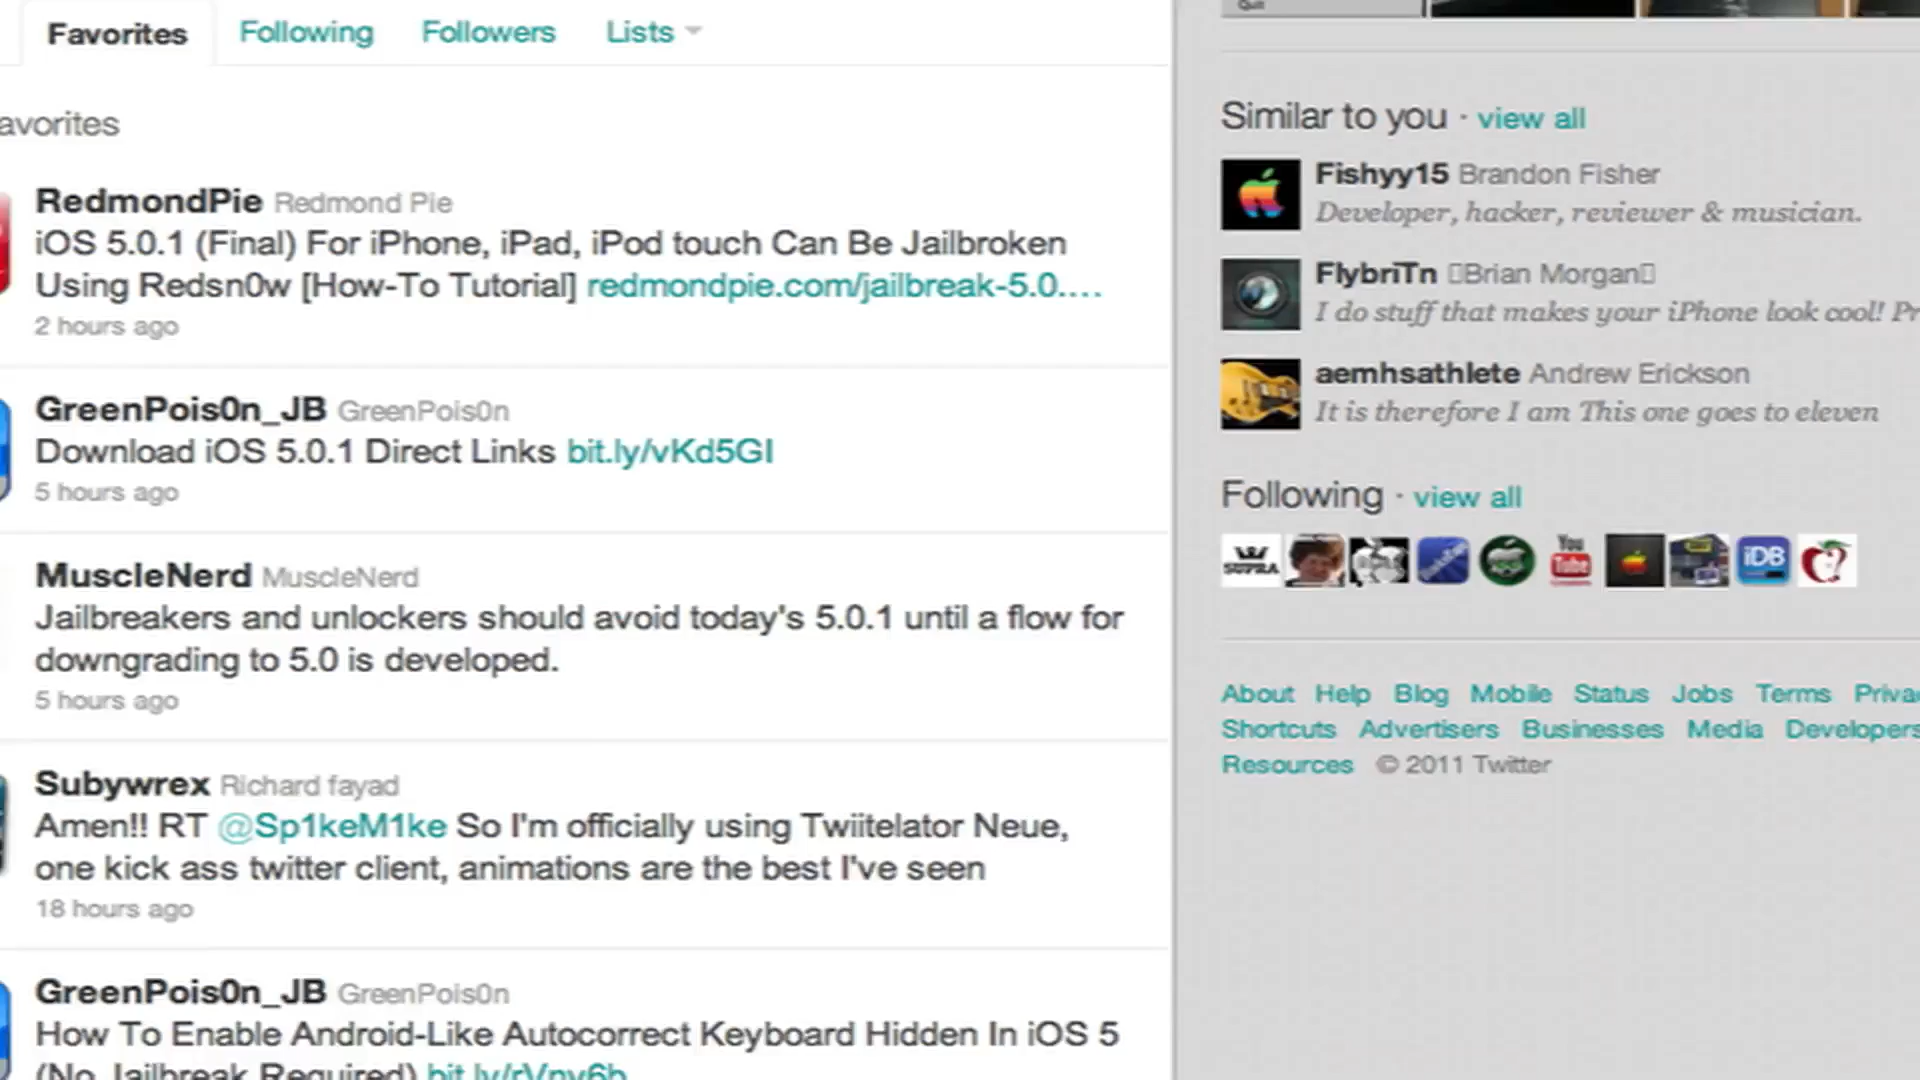 Favorites Following Followers Lists
avorites
RedmondPie Redmond Pie
iOS 5.0.1 (Final) For iPhone, iPad, iPod touch Can Be Jailbroken
Using Redsn0w [How-To Tutorial] redmondpie.com/jailbreak-5.0....
2 hours ago
GreenPois0n_JB GreenPois0n
Download iOS 5.0.1 Direct Links bit.ly/vKd5GI
5 hours ago
MuscleNerd MuscleNerd
Jailbreakers and unlockers should avoid today's 5.0.1 until a flow for
downgrading to 5.0 is developed.
5 hours ago
Subywrex Richard fayad
Amen!! RT @Sp1keM1ke So I'm officially using Twiitelator Neue,
one kick ass twitter client, animations are the best I've seen
18 hours ago
GreenPois0n_JB GreenPois0n
How To Enable Android-Like Autocorrect Keyboard Hidden In iOS 5
(No Jailbreak Required)
Quit
Similar to you · view all
Fishyy15 Brandon Fisher
Developer, hacker, reviewer & musician.
FlybriTn Brian Morgan
I do stuff that makes your iPhone look cool! Pr
aemhsathlete Andrew Erickson
It is therefore I am This one goes to eleven
Following · view all
SUPRA
You
Tube
iDB
About Help Blog Mobile Status Jobs Terms Priva
Shortcuts Advertisers Businesses Media Developers
Resources © 2011 Twitter